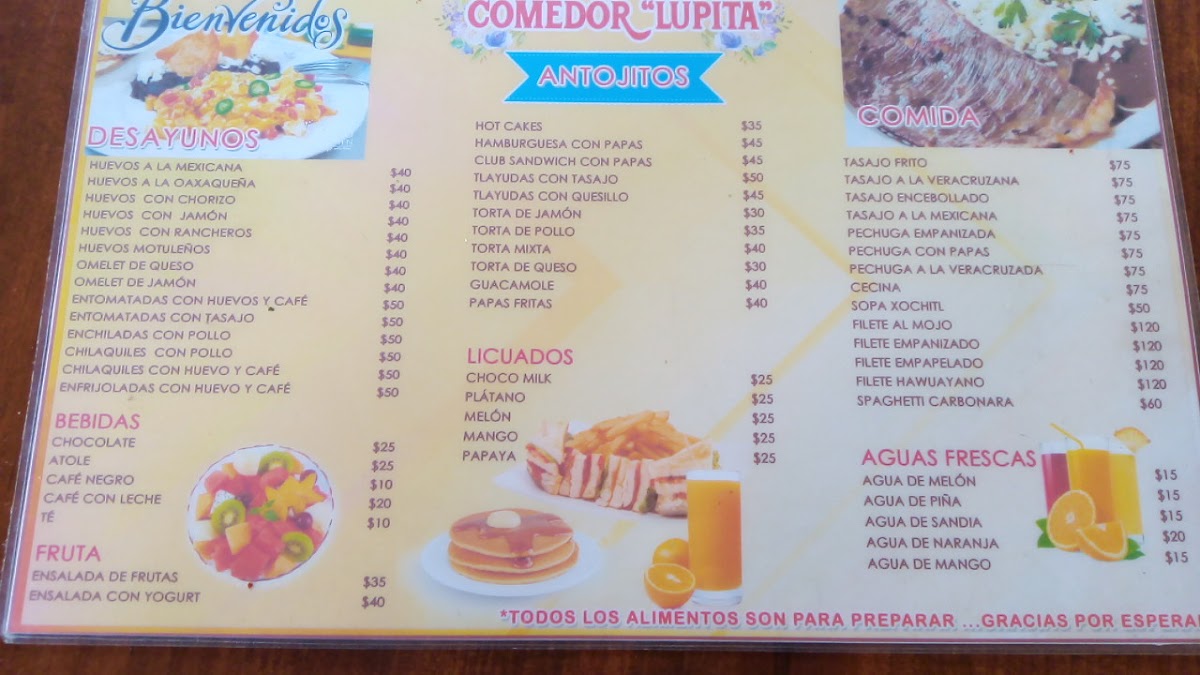 Bienvenidos
COMEDOR "LUPITA"
ANTOJITOS
DESAYUNOS
HUEVOS A LA MEXICANA $40
HUEVOS A LA OAXAQUEÑA $40
HUEVOS CON CHORIZO $40
HUEVOS CON JAMÓN $40
HUEVOS CON RANCHEROS $40
HUEVOS MOTULEÑOS $40
OMELET DE QUESO $40
OMELET DE JAMÓN $40
ENTOMATADAS CON HUEVOS Y CAFÉ $50
ENTOMATADAS CON TASAJO $50
ENCHILADAS CON POLLO $50
CHILAQUILES CON POLLO $50
CHILAQUILES CON HUEVO Y CAFÉ $50
ENFRIJOLADAS CON HUEVO Y CAFÉ $50
BEBIDAS
CHOCOLATE $25
ATOLE $25
CAFÉ NEGRO $10
CAFÉ CON LECHE $20
TÉ $10
FRUTA
ENSALADA DE FRUTAS $35
ENSALADA CON YOGURT $40
HOT CAKES $35
HAMBURGUESA CON PAPAS $45
CLUB SANDWICH CON PAPAS $45
TLAYUDAS CON TASAJO $50
TLAYUDAS CON QUESILLO $45
TORTA DE JAMÓN $30
TORTA DE POLLO $35
TORTA MIXTA $40
TORTA DE QUESO $30
GUACAMOLE $40
PAPAS FRITAS $40
LICUADOS
CHOCO MILK $25
PLÁTANO $25
MELÓN $25
MANGO $25
PAPAYA $25
COMIDA
TASAJO FRITO $75
TASAJO A LA VERACRUZANA $75
TASAJO ENCEBOLLADO $75
TASAJO A LA MEXICANA $75
PECHUGA EMPANIZADA $75
PECHUGA CON PAPAS $75
PECHUGA A LA VERACRUZADA $75
CECINA $75
SOPA XOCHITL $50
FILETE AL MOJO $120
FILETE EMPANIZADO $120
FILETE EMPAPELADO $120
FILETE HAWUAYANO $120
SPAGHETTI CARBONARA $60
AGUAS FRESCAS
AGUA DE MELÓN $15
AGUA DE PIÑA $15
AGUA DE SANDIA $15
AGUA DE NARANJA $20
AGUA DE MANGO $15
*TODOS LOS ALIMENTOS SON PARA PREPARAR ...GRACIAS POR ESPERA